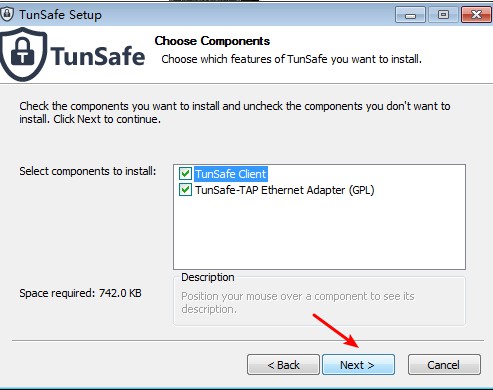 TunSafe Setup
TunSafe
Choose Components
Choose which features of TunSafe you want to install.
Check the components you want to install and uncheck the components you don't want to
install. Click Next to continue.
Select components to install:
TunSafe Client
TunSafe-TAP Ethernet Adapter (GPL)
Space required: 742.0 KB
Description
Position your mouse over a component to see its
description.
< Back
Next >
Cancel